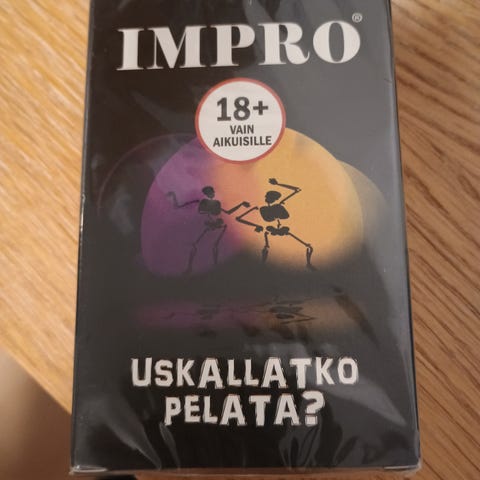 IMPRO®
18+
VAIN
AIKUISILLE
USKALLATKO
PELATA?